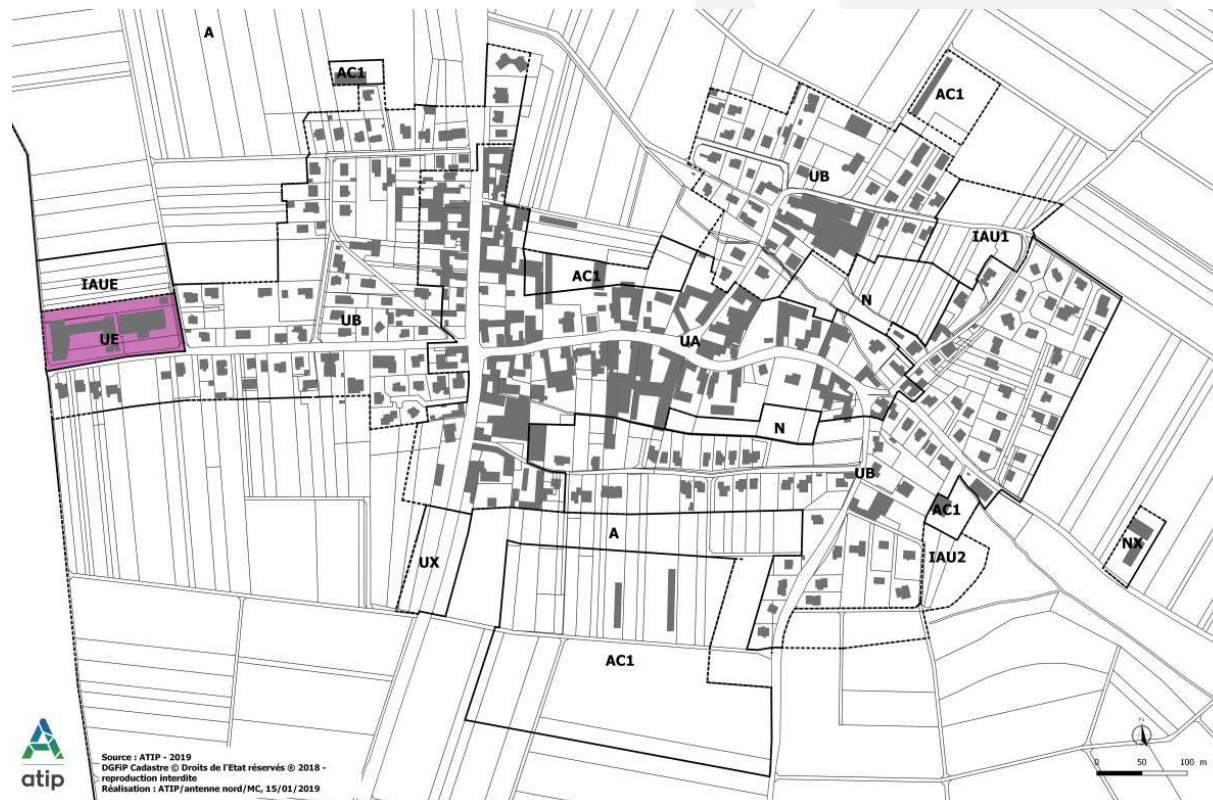 A
AC1
AC1
UB
IAU1
AC1
IAUE
N
UB
UE
UA
N
UB
AC1
A
NX
IAU2
UX
AC1
N
atip
Source : ATIP - 2019
DGFiP Cadastre © Droits de l'Etat réservés ® 2018 -
reproduction interdite
Réalisation : ATIP/antenne nord/MC, 15/01/2019
0 50 100 m